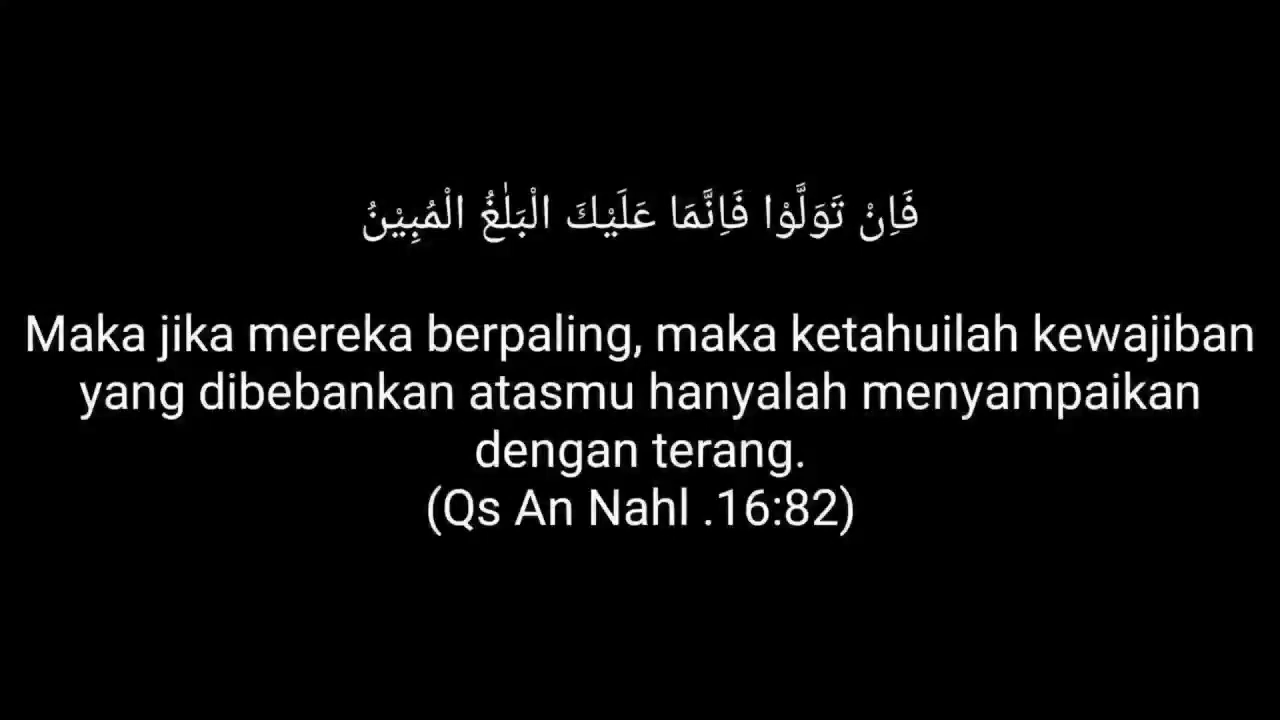 فَاِنْ تَوَلَّوْا فَاِنَّمَا عَلَيْكَ الْبَلٰغُ الْمُبِيْنُ
Maka jika mereka berpaling, maka ketahuilah kewajiban
yang dibebankan atasmu hanyalah menyampaikan
dengan terang.
(Qs An Nahl .16:82)